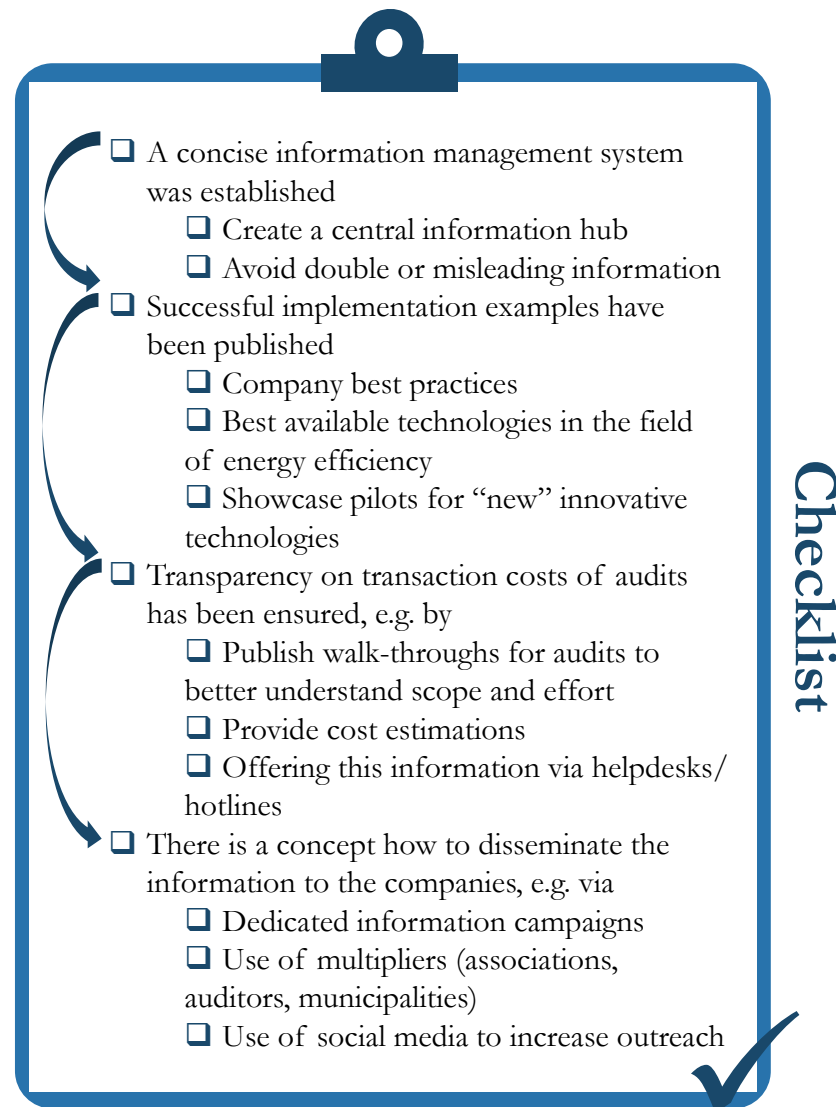 ❑ A concise information management system
was established
❑ Create a central information hub
❑ Avoid double or misleading information
❑ Successful implementation examples have
been published
❑ Company best practices
❑ Best available technologies in the field
of energy efficiency
❑ Showcase pilots for “new” innovative
technologies
❑ Transparency on transaction costs of audits
has been ensured, e.g. by
❑ Publish walk-throughs for audits to
better understand scope and effort
❑ Provide cost estimations
❑ Offering this information via helpdesks/
hotlines
❑ There is a concept how to disseminate the
information to the companies, e.g. via
❑ Dedicated information campaigns
❑ Use of multipliers (associations,
auditors, municipalities)
❑ Use of social media to increase outreach
Checklist